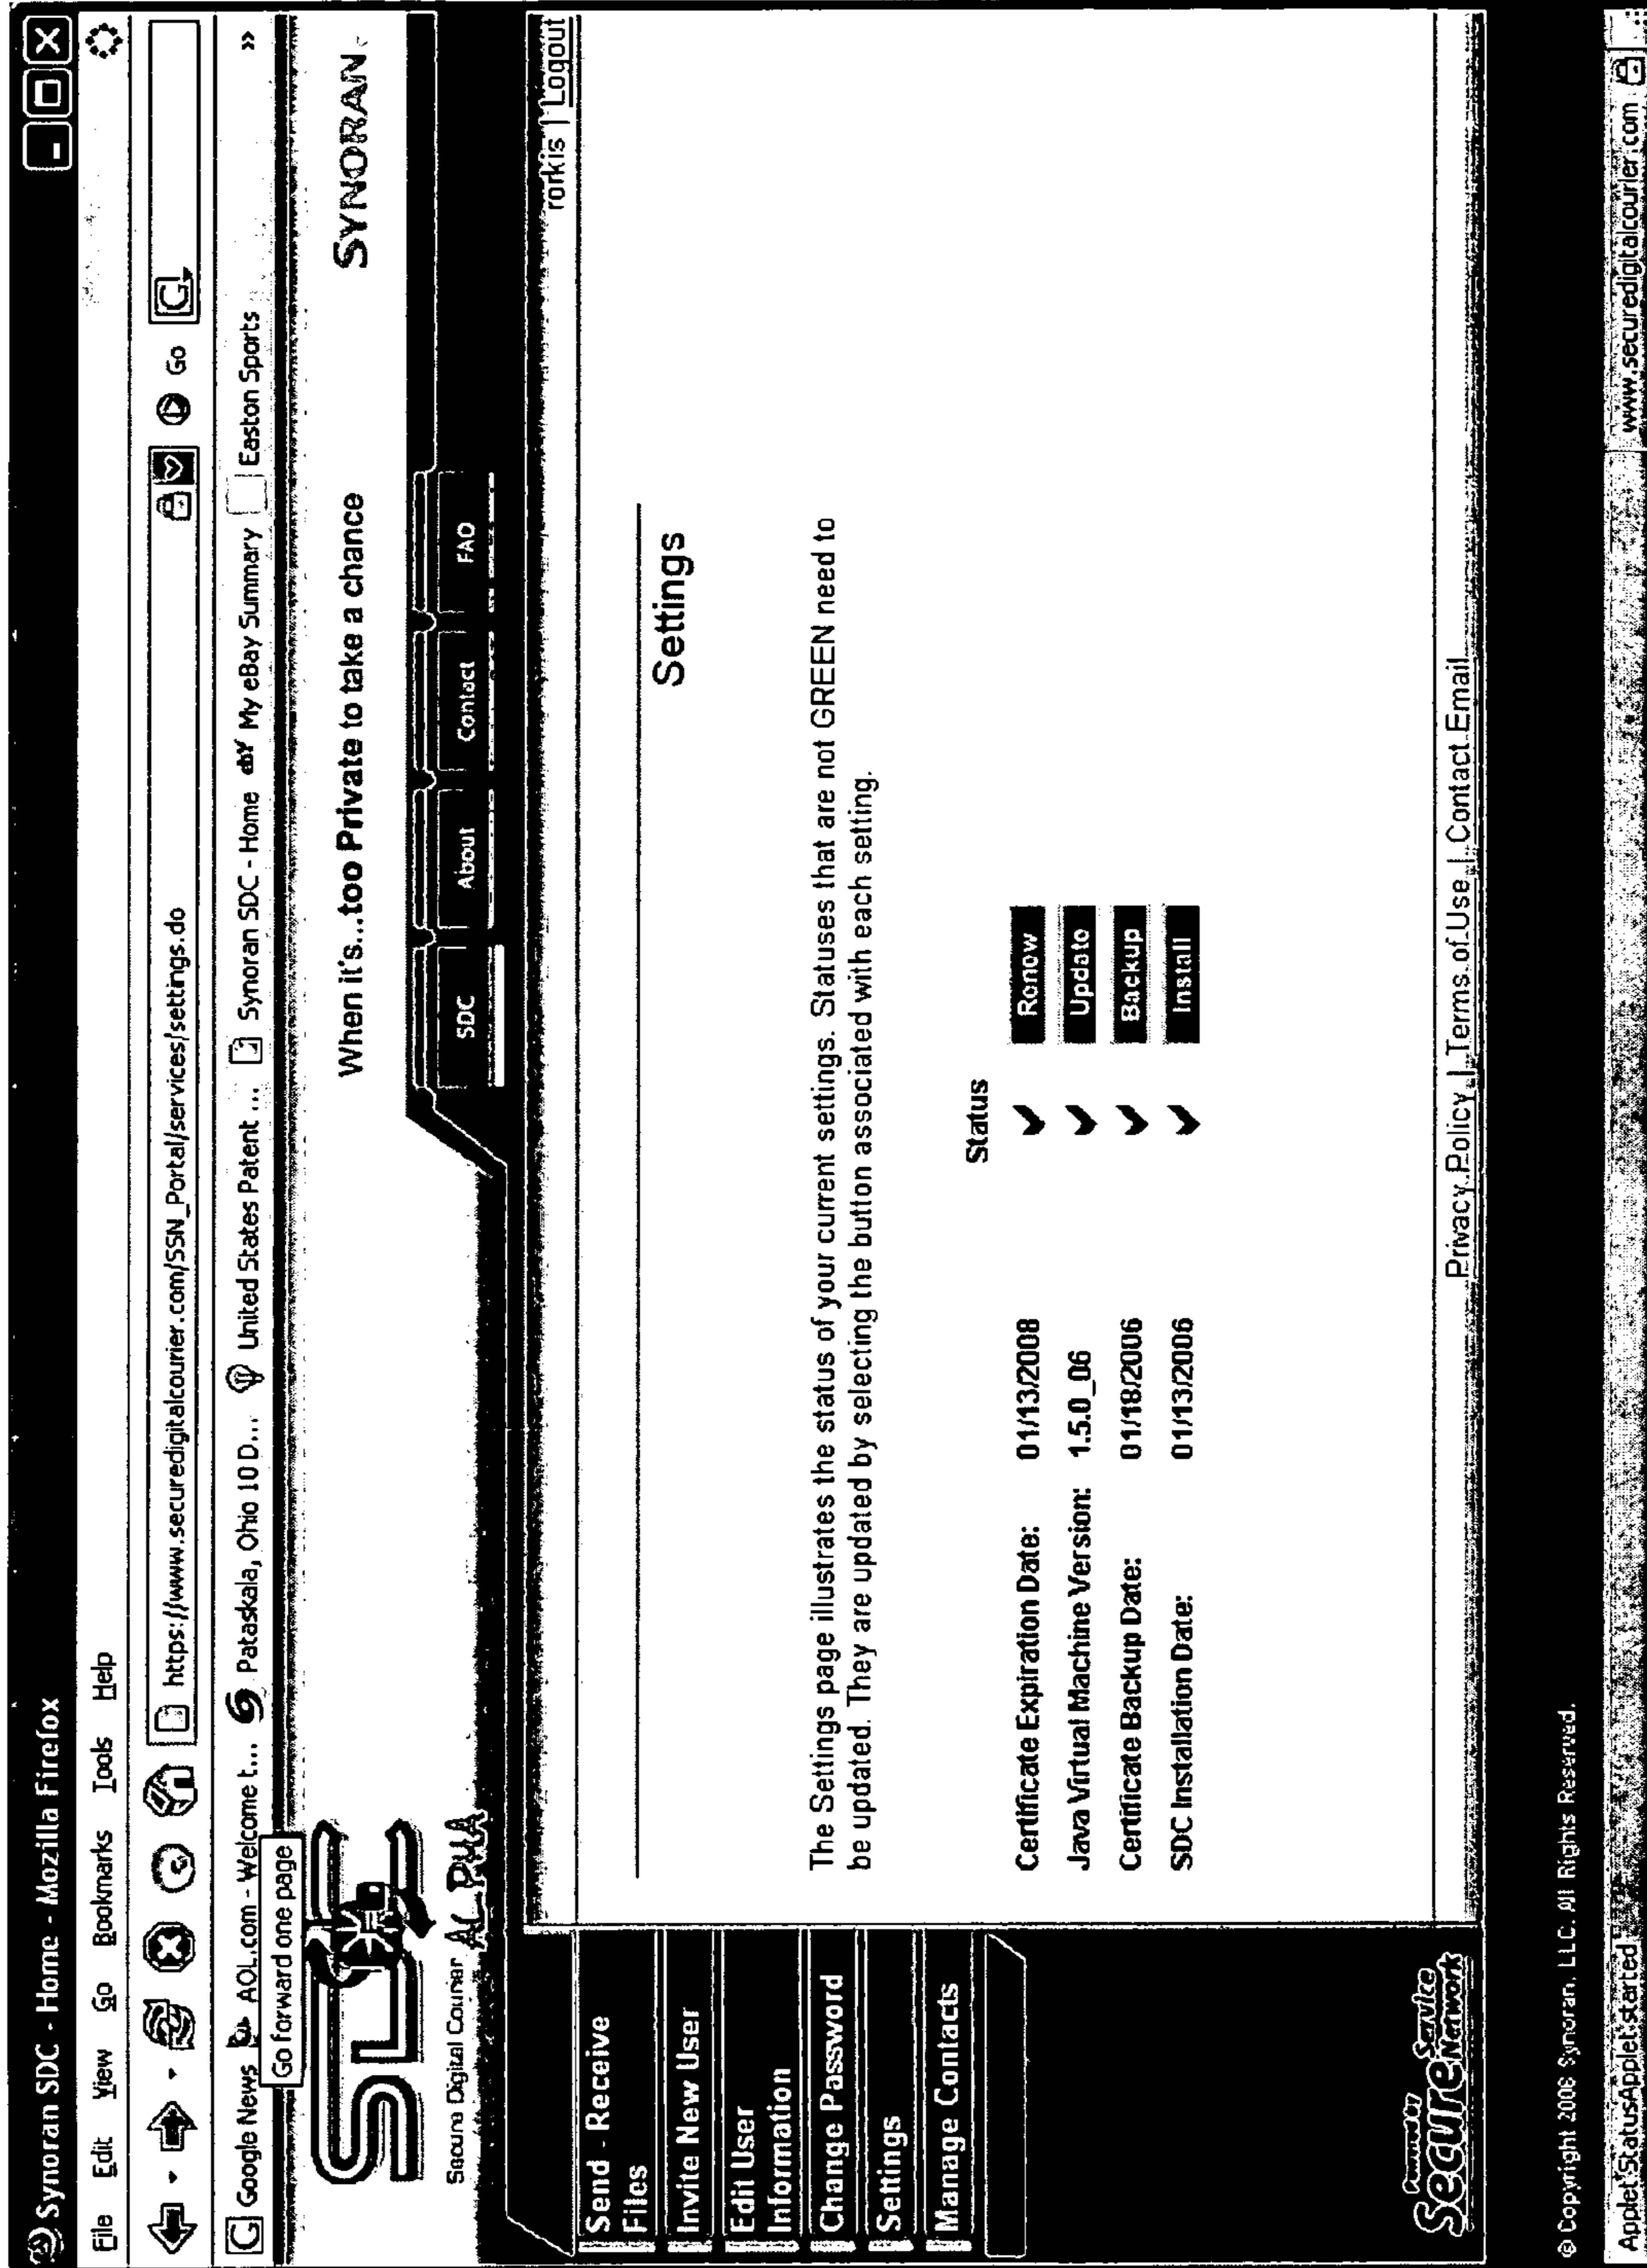 Synoran SDC - Home - Mozilla Firefox
File Edit View Go Bookmarks Tools Help
https://www.securedigitalcourier.com/SSN_Portal/services/settings.do
Go
G
G Google News AOL.com - Welcome t... Pataskala, Ohio 10 D... United States Patent ... Synoran SDC - Home My eBay Summary Easton Sports »
Go forward one page
When it's...too Private to take a chance
SYNORAN
Secure Digital Courier ALPHA
SDC About Contact FAQ
rorkis | Logout
Send - Receive
Files
Invite New User
Edit User
Information
Change Password
Settings
Manage Contacts
Settings
The Settings page illustrates the status of your current settings. Statuses that are not GREEN need to
be updated. They are updated by selecting the button associated with each setting.
Status
Certificate Expiration Date: 01/13/2008 Renew
Java Virtual Machine Version: 1.5.0_06 Update
Certificate Backup Date: 01/18/2006 Backup
SDC Installation Date: 01/13/2006 Install
Powered By
Secure Service
Network
Privacy Policy | Terms of Use | Contact Email
© Copyright 2006 Synoran, LLC. All Rights Reserved.
Applet StatusApplet started www.securedigitalcourier.com